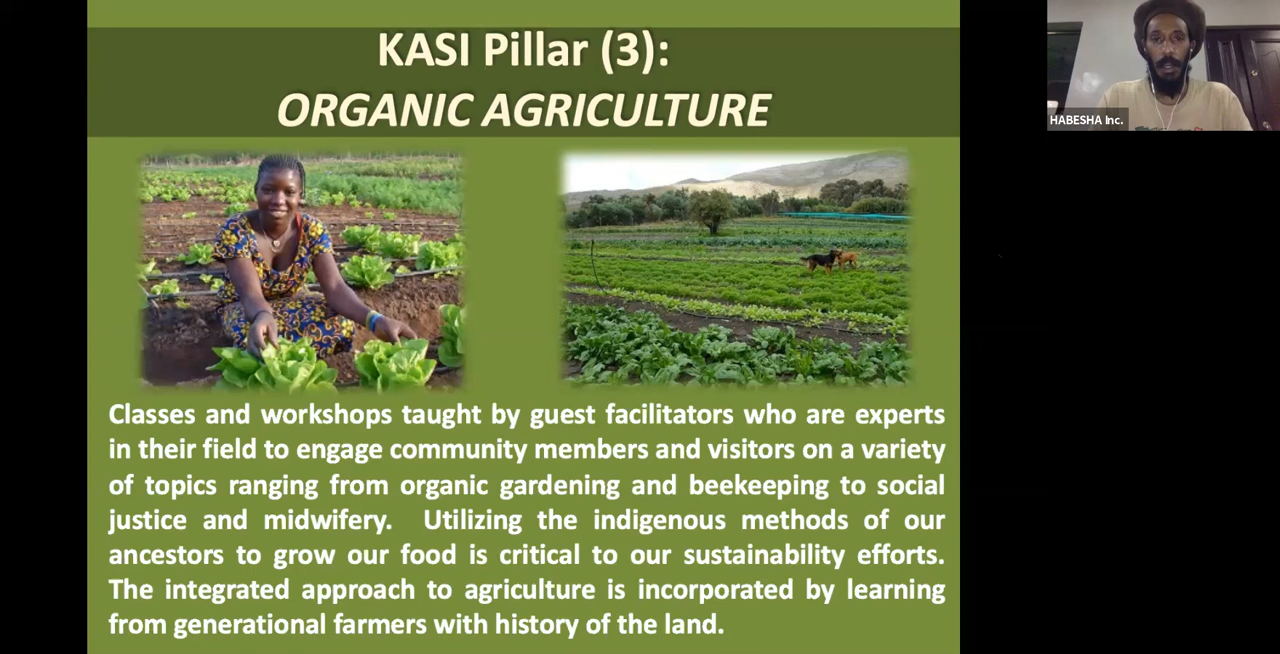 KASI Pillar (3):
ORGANIC AGRICULTURE
HABESHA Inc.
Classes and workshops taught by guest facilitators who are experts
in their field to engage community members and visitors on a variety
of topics ranging from organic gardening and beekeeping to social
justice and midwifery.  Utilizing the indigenous methods of our
ancestors to grow our food is critical to our sustainability efforts.
The integrated approach to agriculture is incorporated by learning
from generational farmers with history of the land.